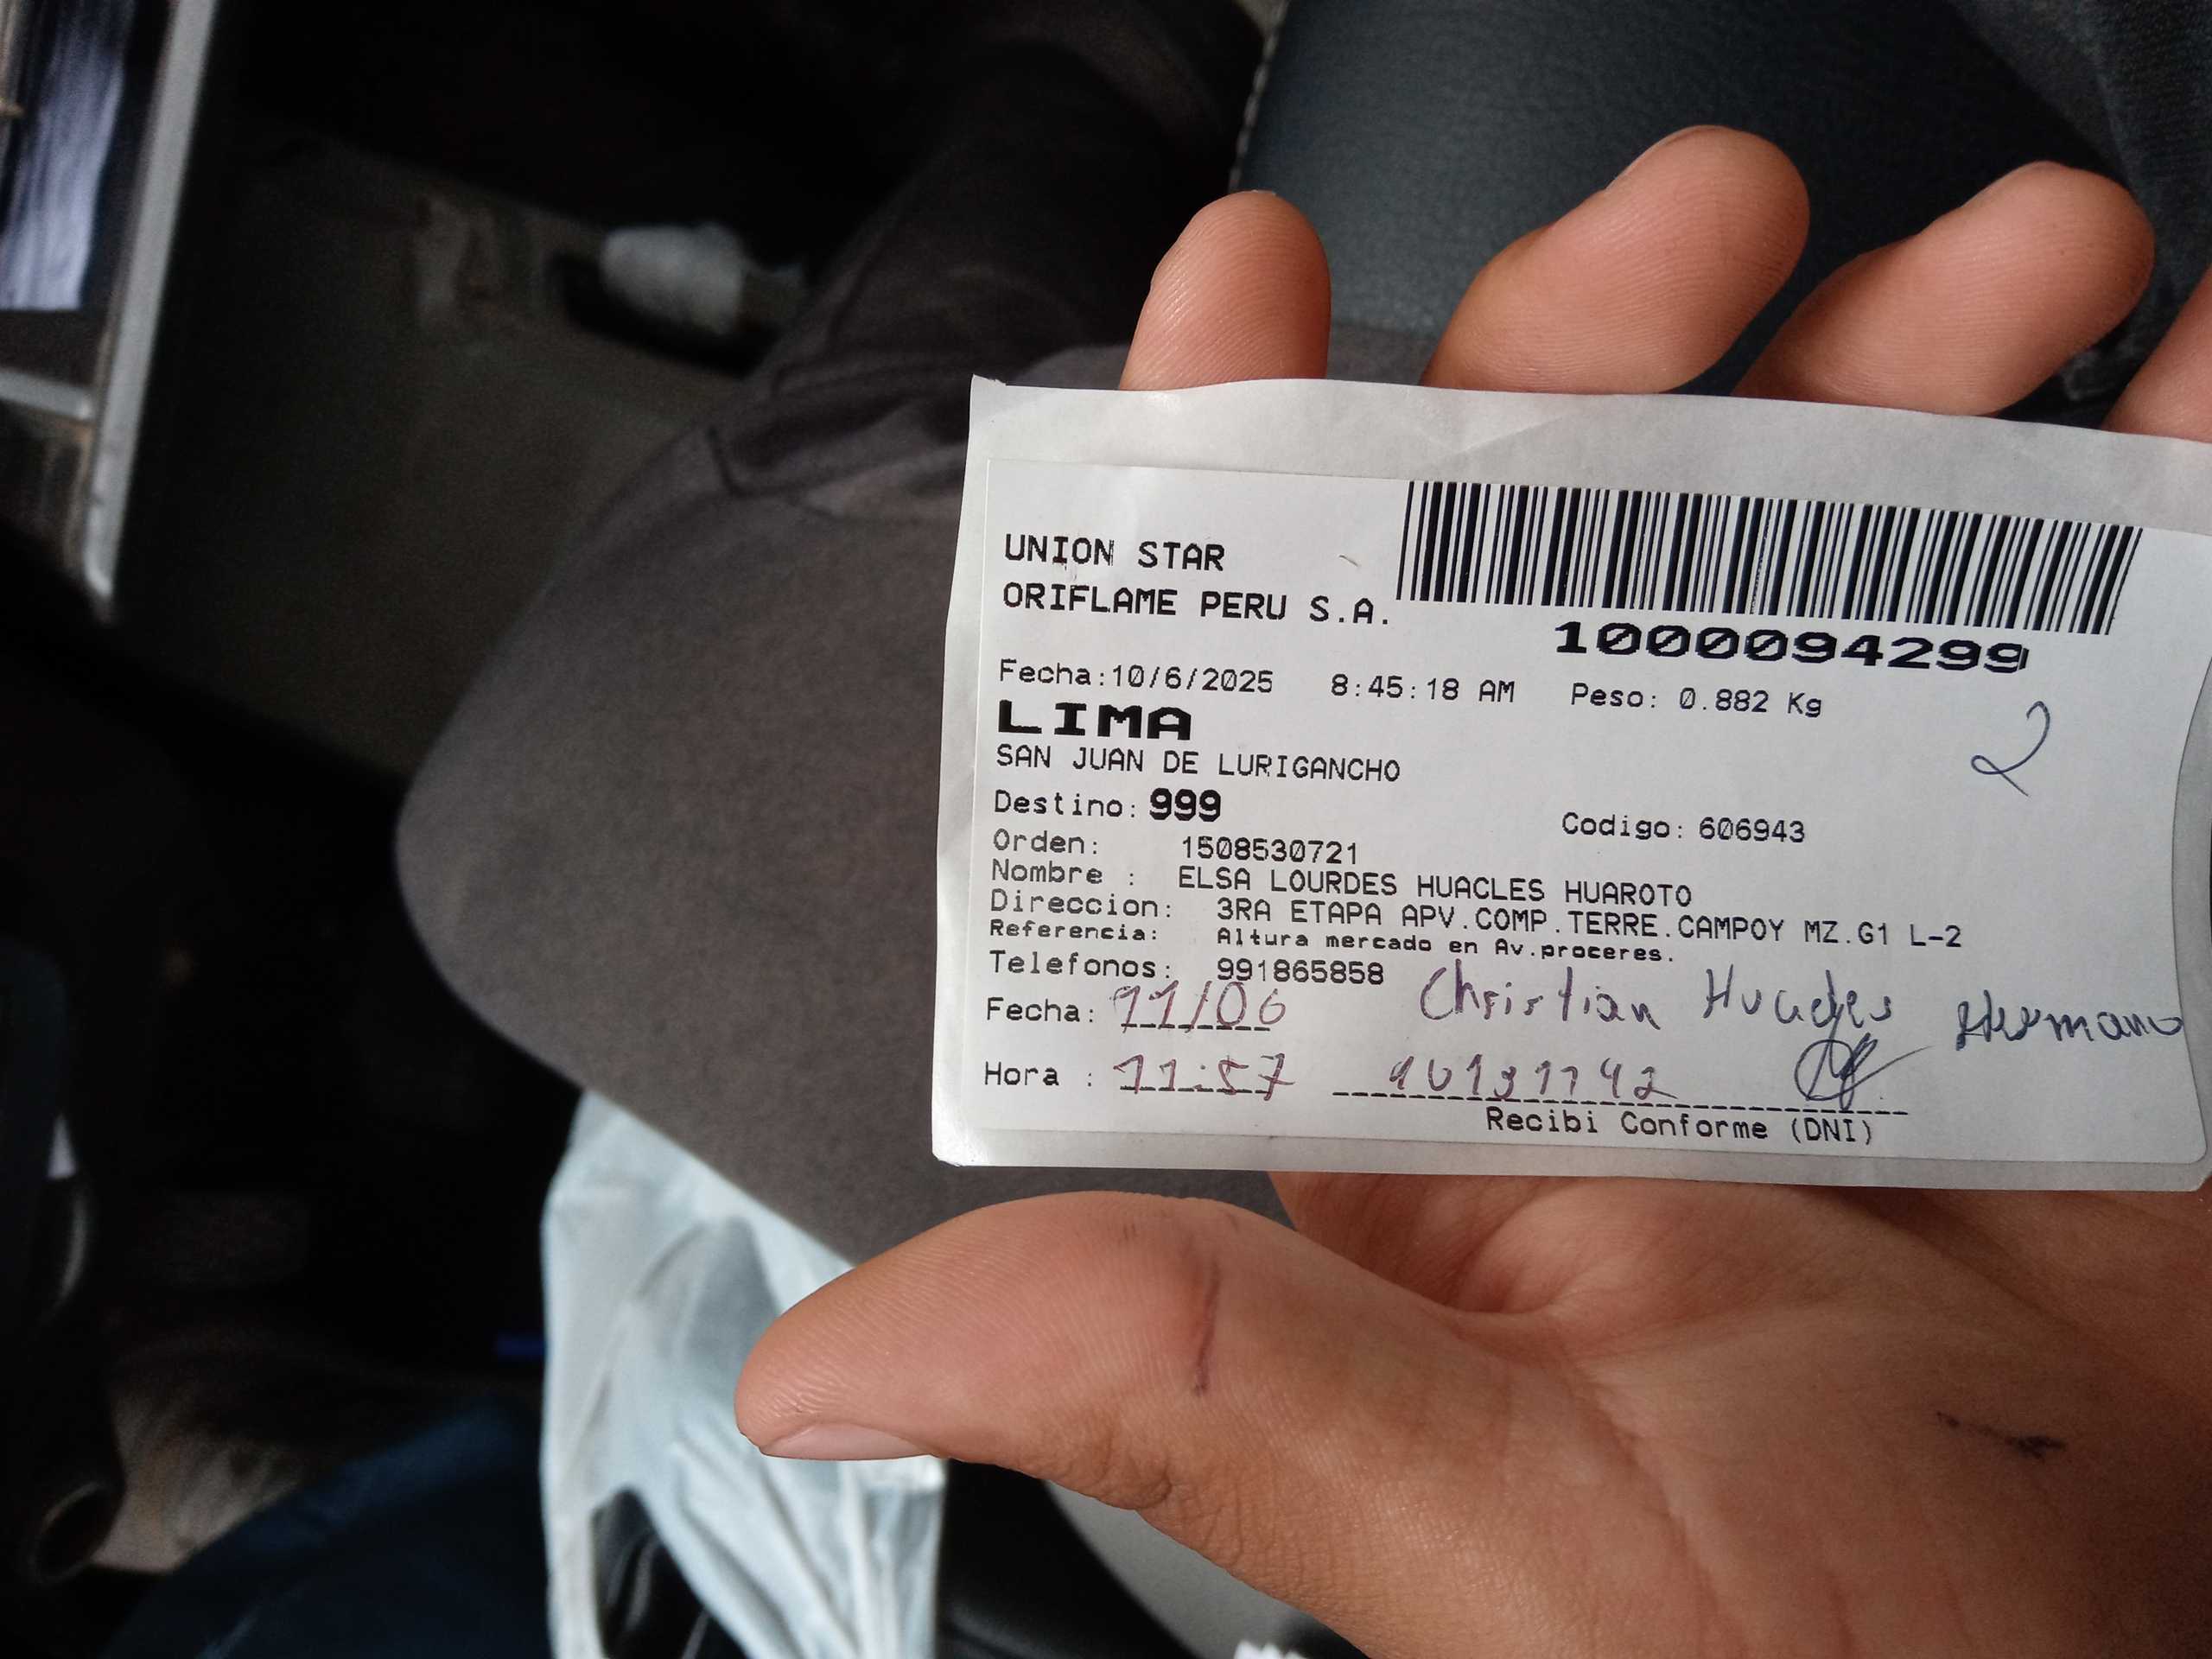 UNION STAR
ORIFLAME PERU S.A.
1000094299
Fecha:10/6/2025 8:45:18 AM Peso: 0.882 Kg
LIMA
2
SAN JUAN DE LURIGANCHO
Destino: 999 Codigo: 606943
Orden: 1508530721
Nombre : ELSA LOURDES HUACLES HUAROTO
Direccion: 3RA ETAPA APV.COMP.TERRE.CAMPOY MZ.G1 L-2
Referencia: Altura mercado en Av.proceres.
Telefonos: 991865858
Fecha: 11/06 Christian Huacles Hermano
Hora : 11:57
Recibi Conforme (DNI)